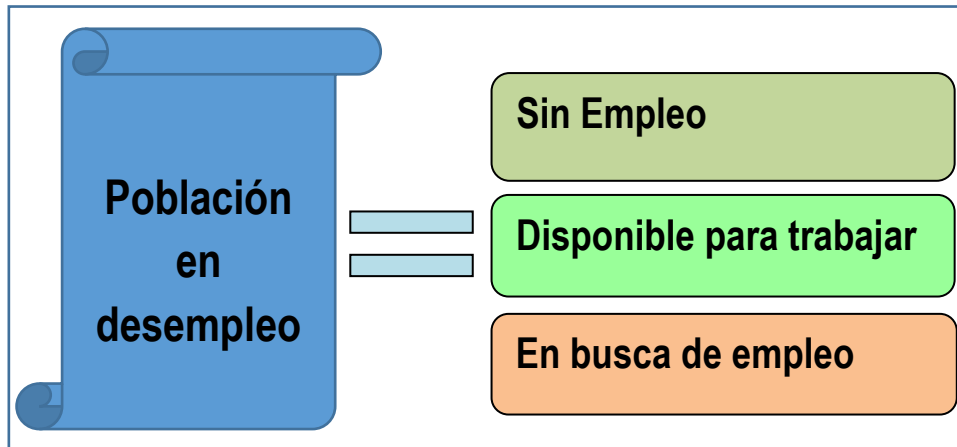 Población
en
desempleo
Sin Empleo
Disponible para trabajar
En busca de empleo